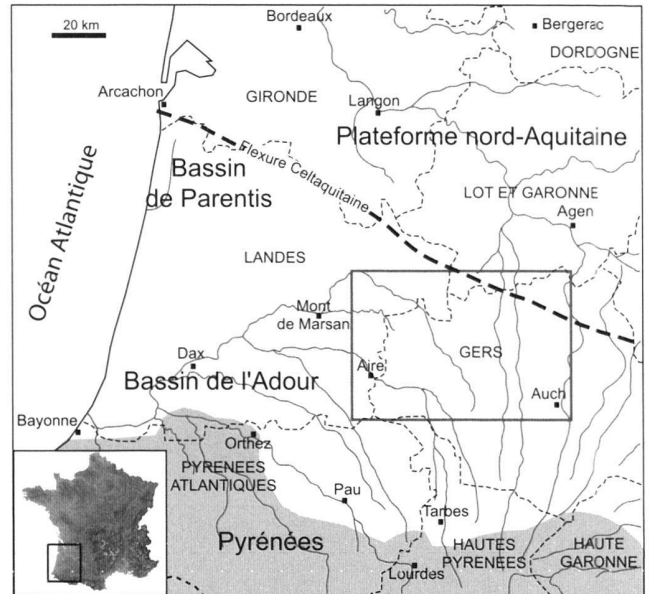 20 km
Bordeaux
Bergerac
DORDOGNE
Arcachon
GIRONDE
Langon
Plateforme nord-Aquitaine
Flexure Celtaquitaine
Bassin
de Parentis
Océan Atlantique
LOT ET GARONNE
Agen
LANDES
Mont
de Marsan
GERS
Dax
Aire
Bassin de l'Adour
Auch
Bayonne
Orthez
PYRENEES
ATLANTIQUES
Pau
Tarbes
Pyrénées
HAUTES
PYRENEES
HAUTE
GARONNE
Lourdes